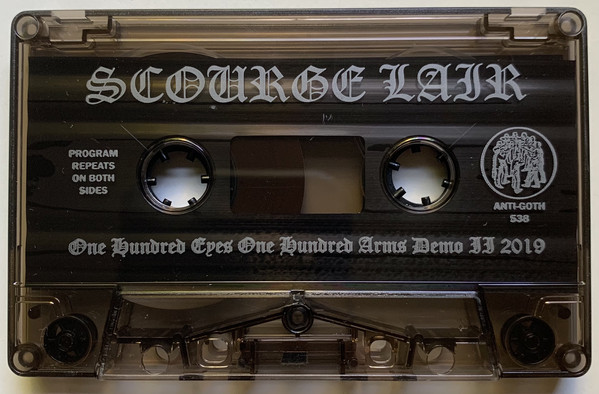 SCOURGE LAIR
PROGRAM
REPEATS
ON BOTH
SIDES
ANTI-GOTH
538
One Hundred Eyes One Hundred Arms Demo II 2019